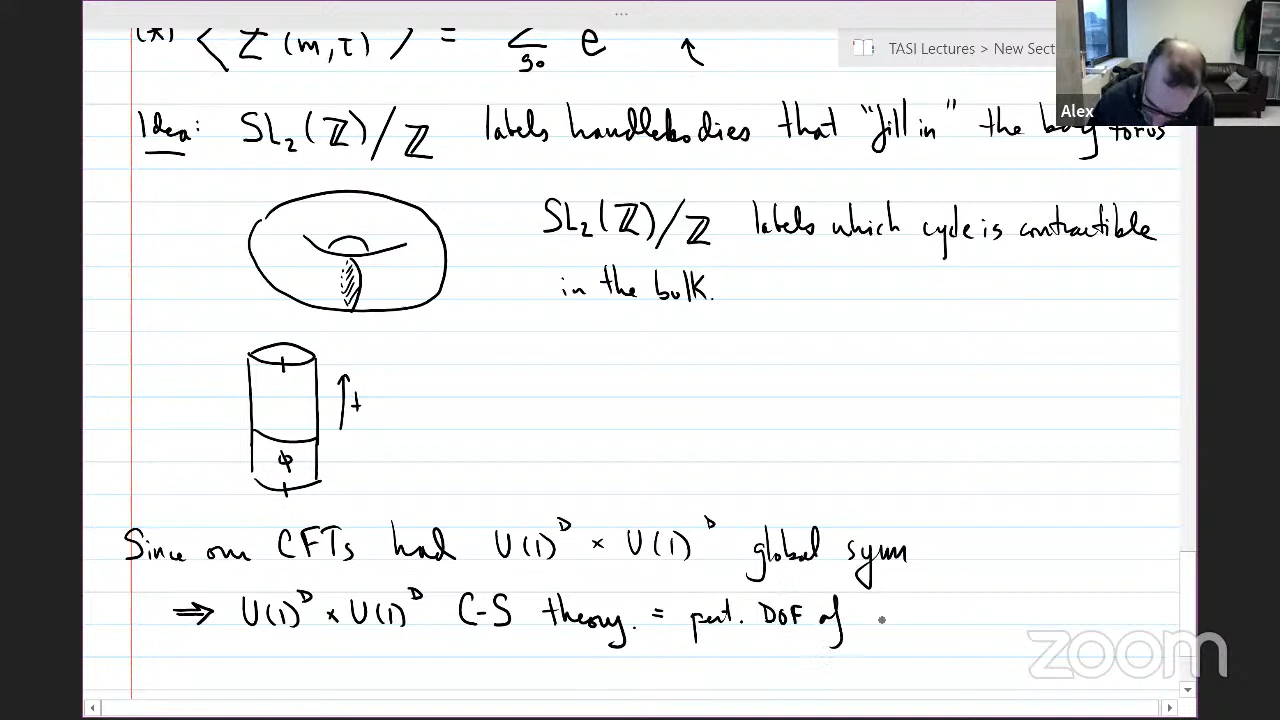 (*) ⟨ Z (m, τ) ⟩ = Σ e
TASI Lectures > New Sect
Alex
Idea: SL₂(ℤ)/ℤ labels handlebodies that "fill in" the bdy torus
SL₂(ℤ)/ℤ labels which cycle is contractible
in the bulk.
t
ϕ
Since our CFTs had U(1)ᴰ × U(1)ᴰ global symm
⇒ U(1)ᴰ × U(1)ᴰ C-S theory. = pert. DOF of
zoom